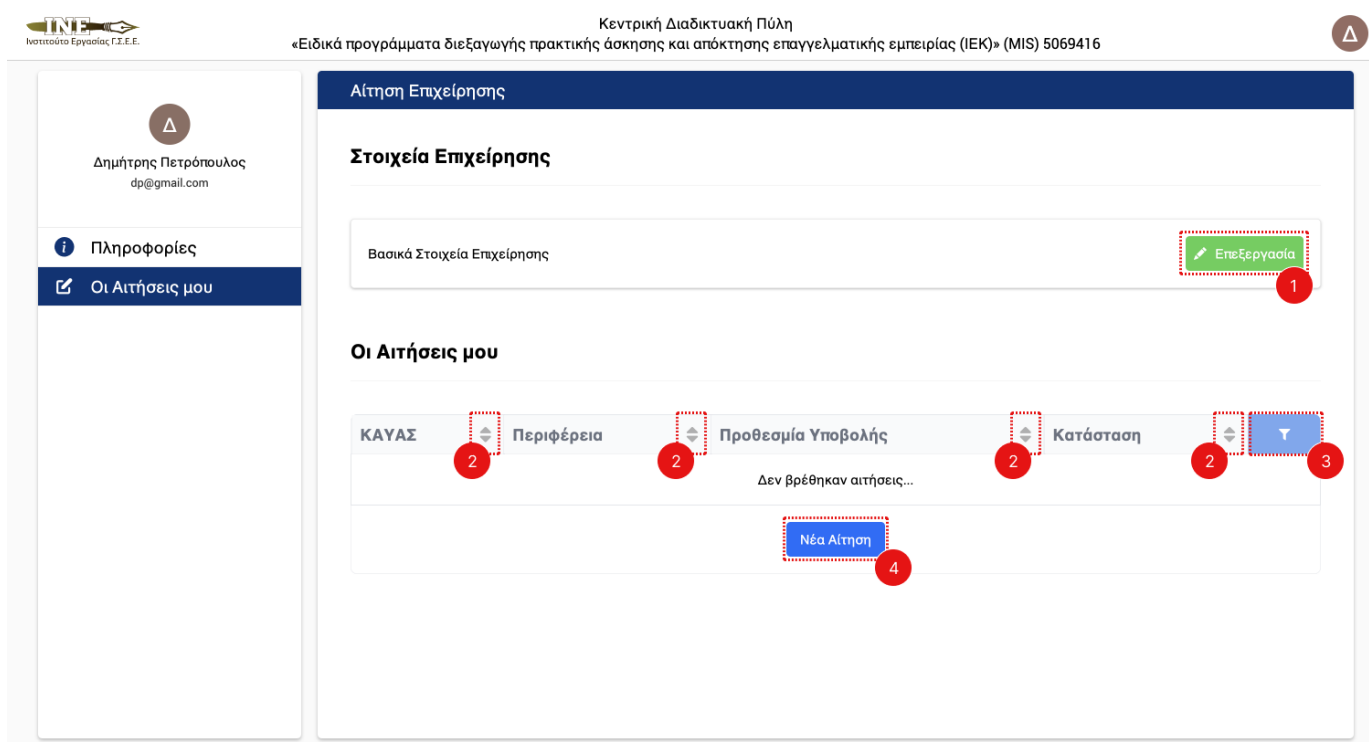 ΙΝΕ
Ινστιτούτο Εργασίας Γ.Σ.Ε.Ε.
Κεντρική Διαδικτυακή Πύλη
«Ειδικά προγράμματα διεξαγωγής πρακτικής άσκησης και απόκτησης επαγγελματικής εμπειρίας (ΙΕΚ)» (MIS) 5069416
Δ
Δ
Δημήτρης Πετρόπουλος
dp@gmail.com
i Πληροφορίες
Οι Αιτήσεις μου
Αίτηση Επιχείρησης
Στοιχεία Επιχείρησης
Βασικά Στοιχεία Επιχείρησης
Επεξεργασία
1
Οι Αιτήσεις μου
ΚΑΥΑΣ Περιφέρεια Προθεσμία Υποβολής Κατάσταση
2 2 2 2 3
Δεν βρέθηκαν αιτήσεις...
Νέα Αίτηση
4